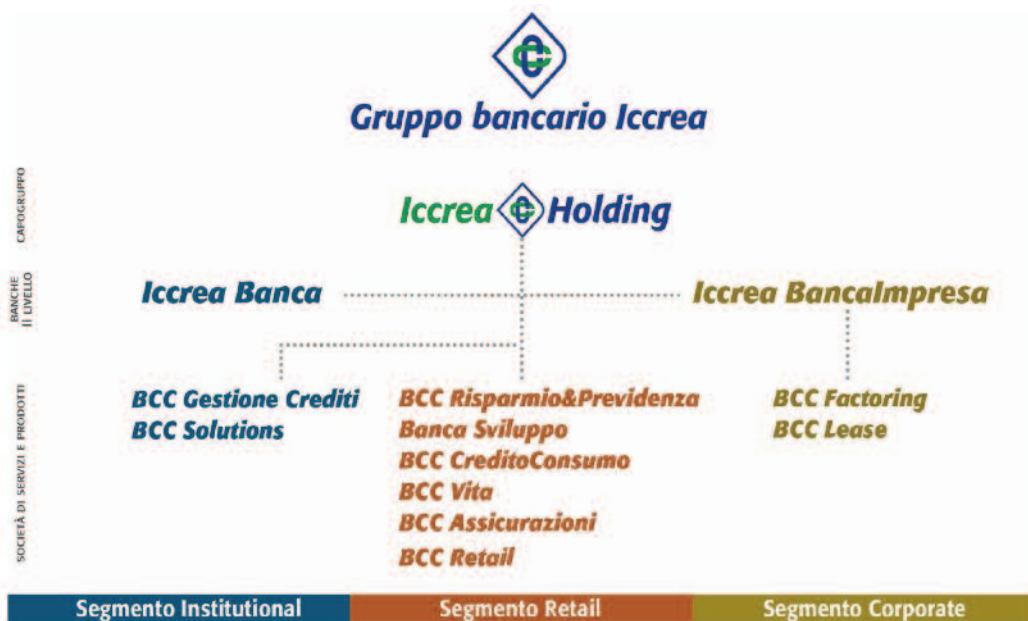 Gruppo bancario Iccrea
CAPOGRUPPO
Iccrea Holding
BANCHE
II LIVELLO
Iccrea Banca
Iccrea BancaImpresa
SOCIETÀ DI SERVIZI E PRODOTTI
BCC Gestione Crediti
BCC Solutions
BCC Risparmio&Previdenza
Banca Sviluppo
BCC CreditoConsumo
BCC Vita
BCC Assicurazioni
BCC Retail
BCC Factoring
BCC Lease
Segmento Institutional
Segmento Retail
Segmento Corporate